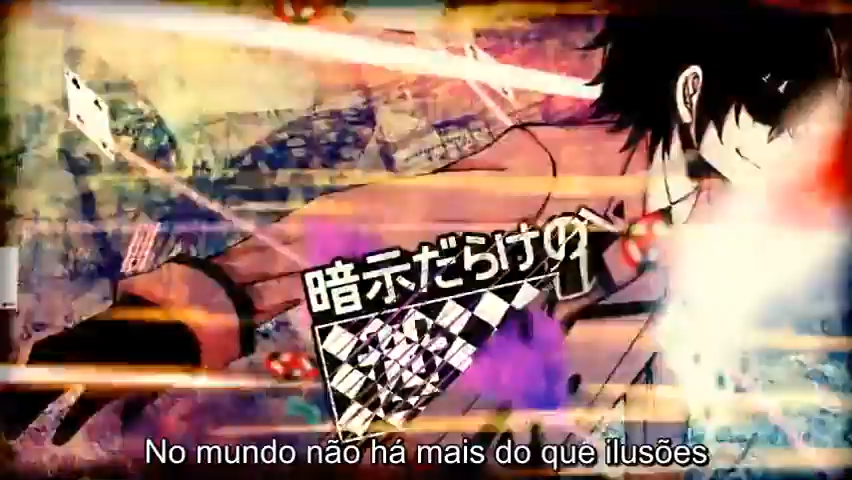 暗示だらけの
No mundo não há mais do que ilusões